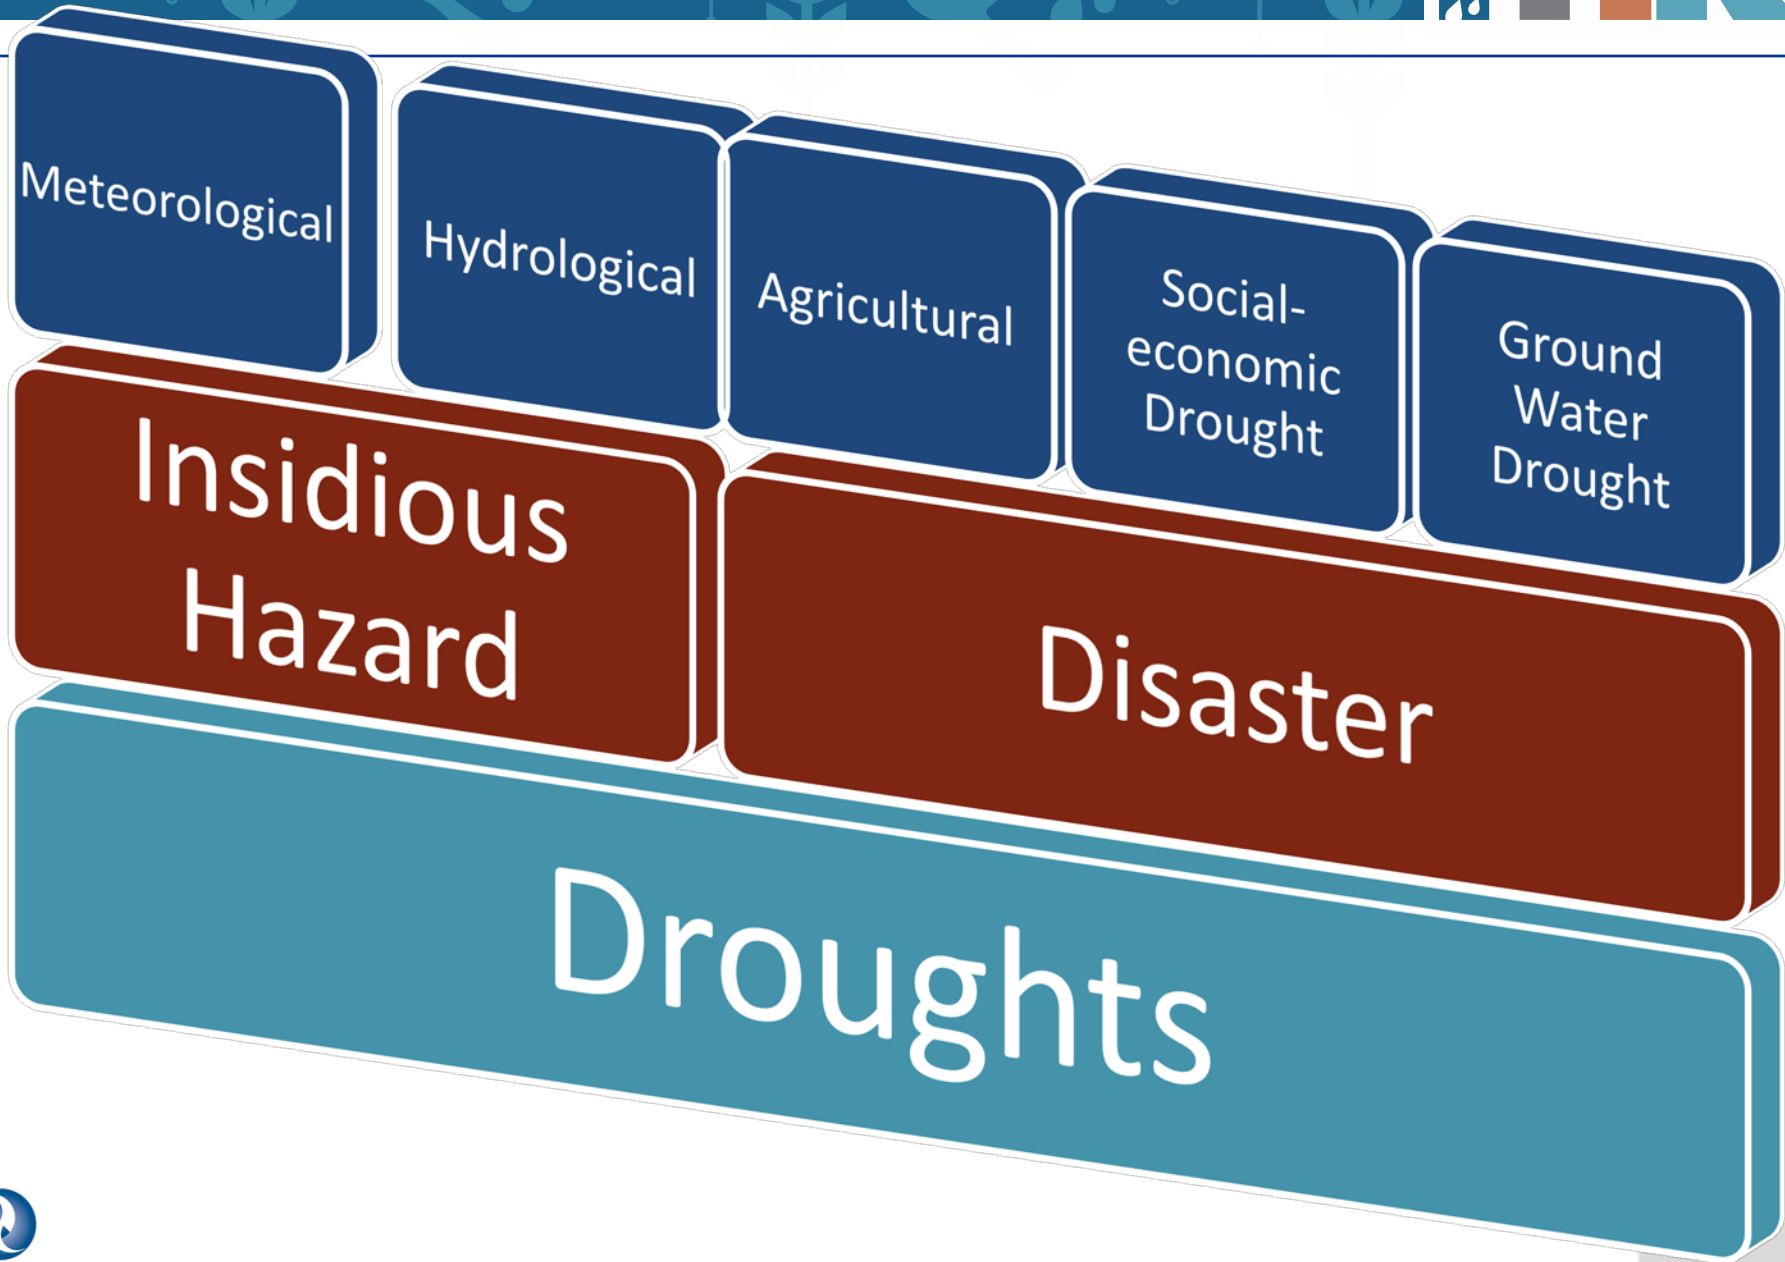 Meteorological
Hydrological
Agricultural
Social-
economic
Drought
Ground
Water
Drought
Insidious
Hazard
Disaster
Droughts